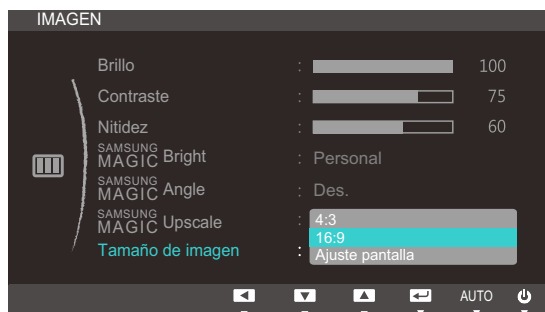 IMAGEN
Brillo : 100
Contraste : 75
Nitidez : 60
SAMSUNG MAGIC Bright : Personal
SAMSUNG MAGIC Angle : Des.
SAMSUNG MAGIC Upscale :
4:3
16:9
Tamaño de imagen :
Ajuste pantalla
AUTO